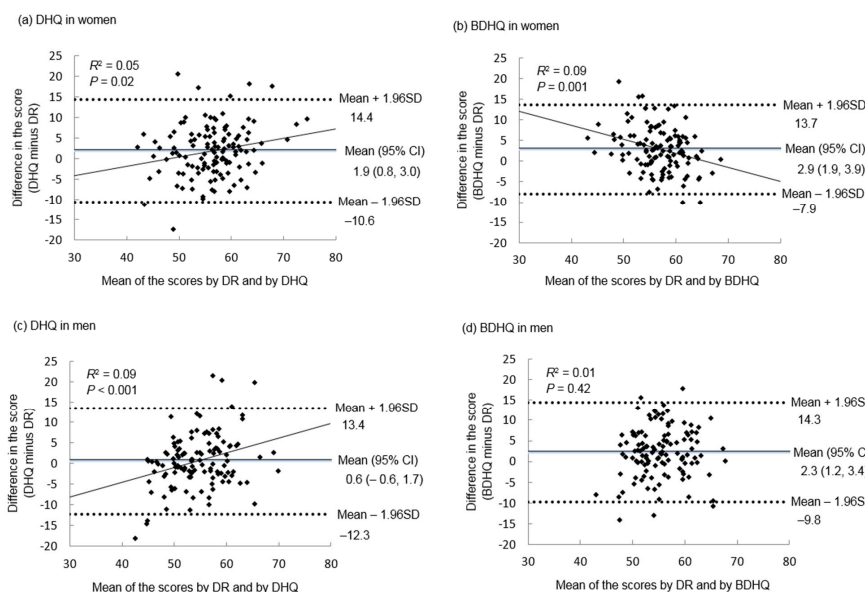 (a) DHQ in women
R² = 0.05
P = 0.02
Difference in the score
(DHQ minus DR)
25
20
15
10
5
0
-5
-10
-15
-20
30 40 50 60 70 80
Mean of the scores by DR and by DHQ
Mean + 1.96SD
14.4
Mean (95% CI)
1.9 (0.8, 3.0)
Mean – 1.96SD
–10.6
(b) BDHQ in women
R² = 0.09
P = 0.001
Difference in the score
(BDHQ minus DR)
25
20
15
10
5
0
-5
-10
-15
-20
30 40 50 60 70 80
Mean of the scores by DR and by BDHQ
Mean + 1.96SD
13.7
Mean (95% CI)
2.9 (1.9, 3.9)
Mean – 1.96SD
–7.9
(c) DHQ in men
R² = 0.09
P < 0.001
Difference in the score
(DHQ minus DR)
25
20
15
10
5
0
-5
-10
-15
-20
30 40 50 60 70 80
Mean of the scores by DR and by DHQ
Mean + 1.96SD
13.4
Mean (95% CI)
0.6 (– 0.6, 1.7)
Mean – 1.96SD
–12.3
(d) BDHQ in men
R² = 0.01
P = 0.42
Difference in the score
(BDHQ minus DR)
25
20
15
10
5
0
-5
-10
-15
-20
30 40 50 60 70 80
Mean of the scores by DR and by BDHQ
Mean + 1.96S
14.3
Mean (95% C
2.3 (1.2, 3.4
Mean – 1.96S
–9.8